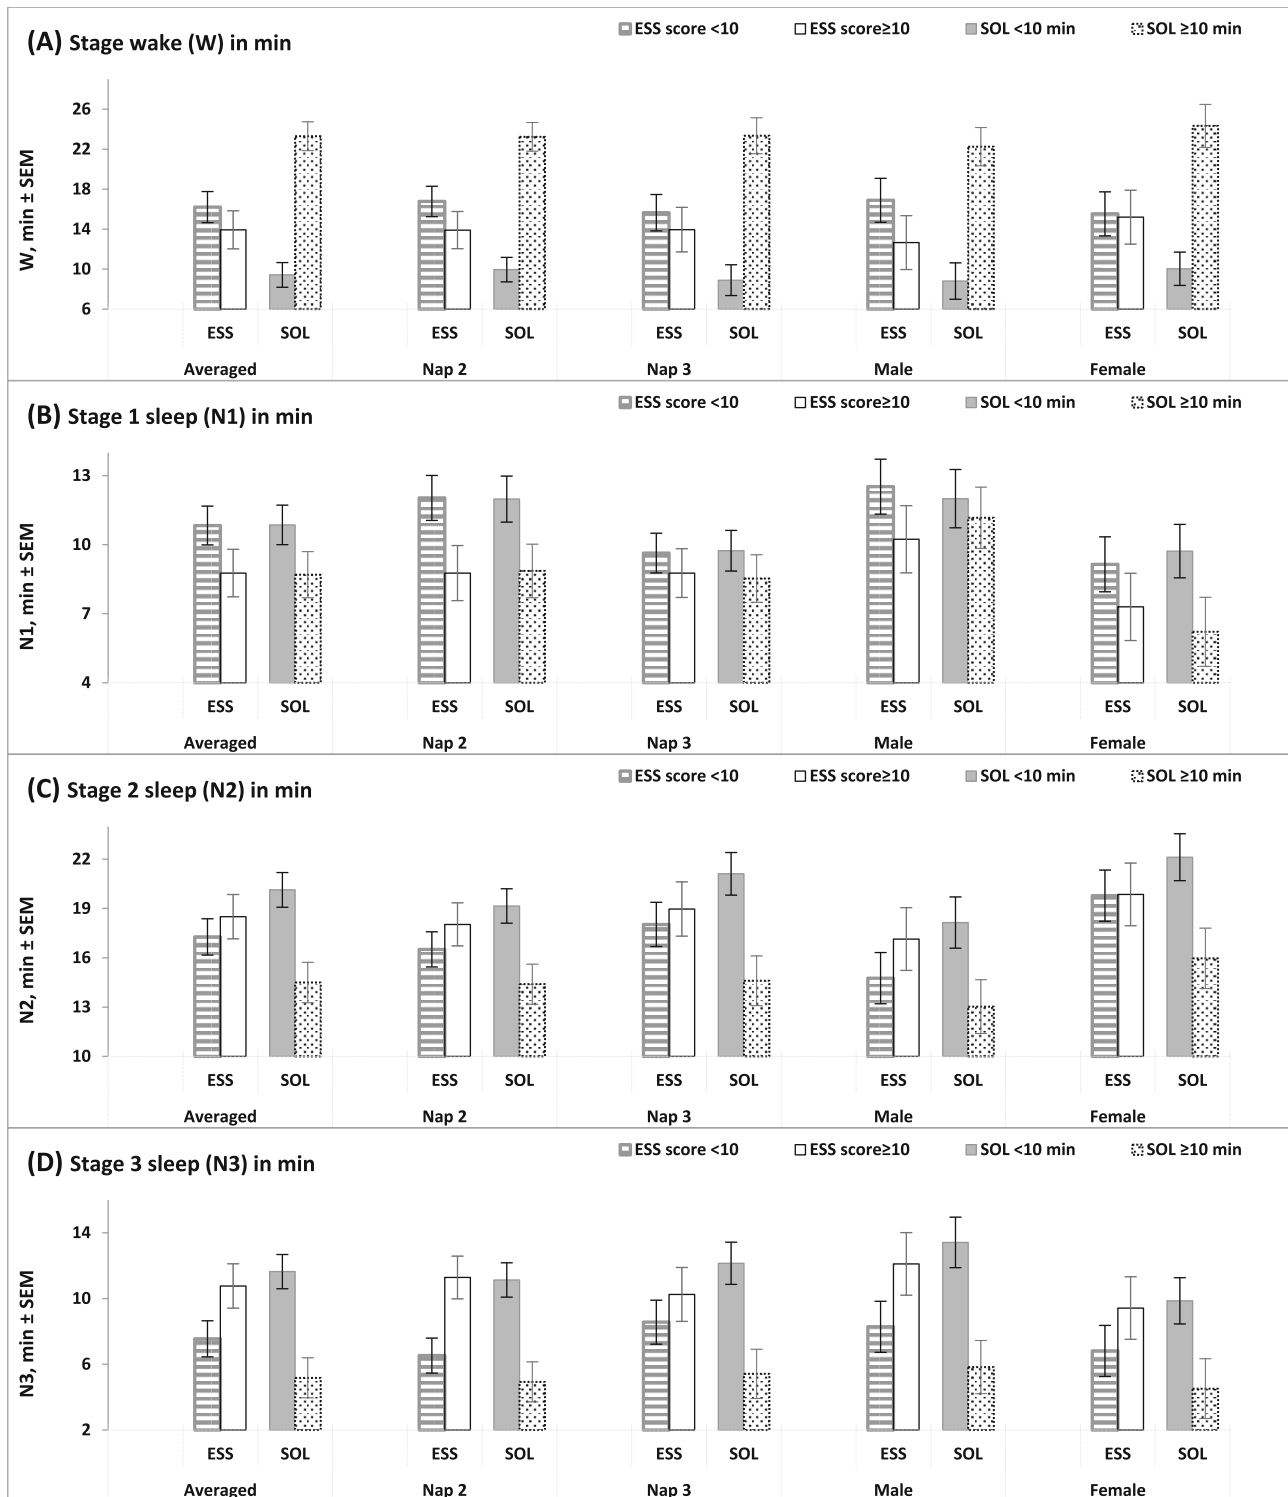 (A) Stage wake (W) in min
ESS score <10 ESS score≥10 SOL <10 min SOL ≥10 min
W, min ± SEM
26
22
18
14
10
6
ESS SOL ESS SOL ESS SOL ESS SOL ESS SOL
Averaged Nap 2 Nap 3 Male Female
(B) Stage 1 sleep (N1) in min
ESS score <10 ESS score≥10 SOL <10 min SOL ≥10 min
N1, min ± SEM
13
10
7
4
ESS SOL ESS SOL ESS SOL ESS SOL ESS SOL
Averaged Nap 2 Nap 3 Male Female
(C) Stage 2 sleep (N2) in min
ESS score <10 ESS score≥10 SOL <10 min SOL ≥10 min
N2, min ± SEM
22
19
16
13
10
ESS SOL ESS SOL ESS SOL ESS SOL ESS SOL
Averaged Nap 2 Nap 3 Male Female
(D) Stage 3 sleep (N3) in min
ESS score <10 ESS score≥10 SOL <10 min SOL ≥10 min
N3, min ± SEM
14
10
6
2
ESS SOL ESS SOL ESS SOL ESS SOL ESS SOL
Averaged Nap 2 Nap 3 Male Female